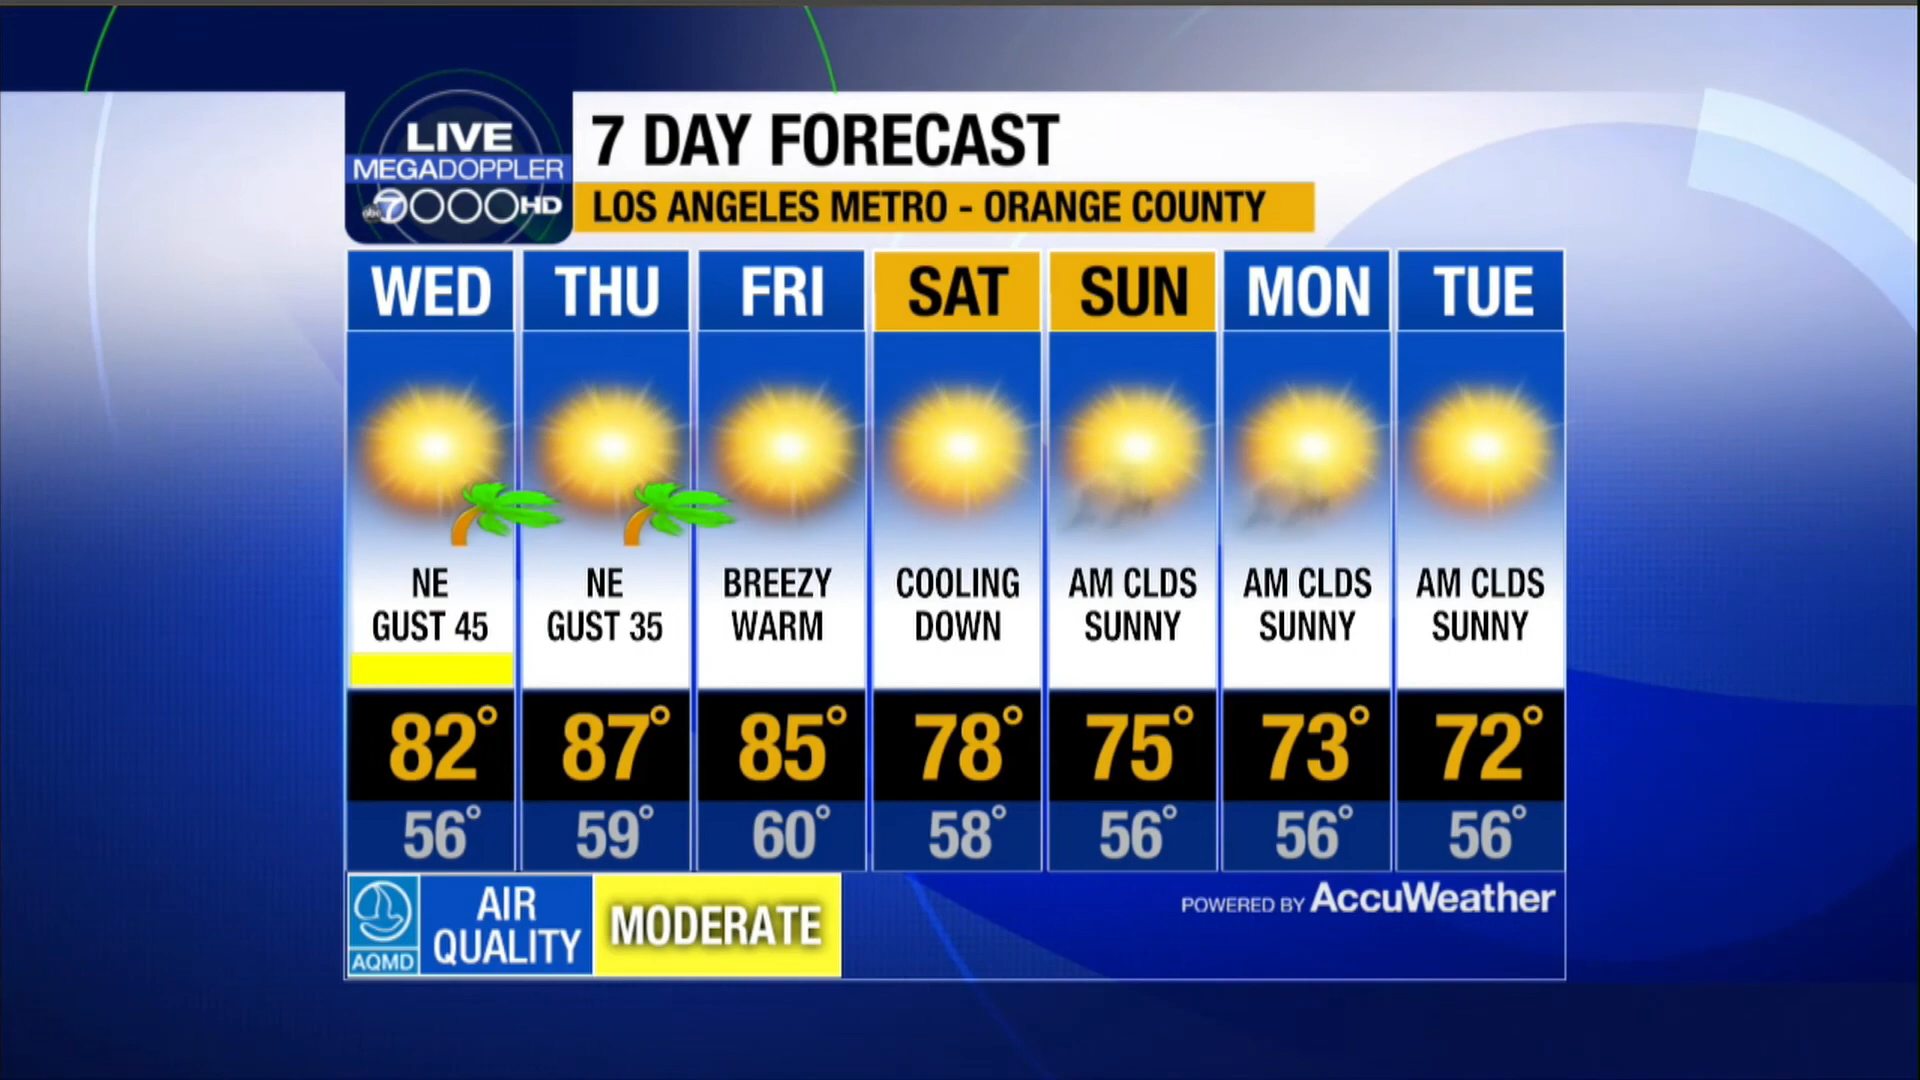 LIVE
MEGADOPPLER
abc 7000HD
7 DAY FORECAST
LOS ANGELES METRO - ORANGE COUNTY
WED
THU
FRI
SAT
SUN
MON
TUE
NE
GUST 45
NE
GUST 35
BREEZY
WARM
COOLING
DOWN
AM CLDS
SUNNY
AM CLDS
SUNNY
AM CLDS
SUNNY
82°
87°
85°
78°
75°
73°
72°
56°
59°
60°
58°
56°
56°
56°
AQMD
AIR
QUALITY
MODERATE
POWERED BY AccuWeather